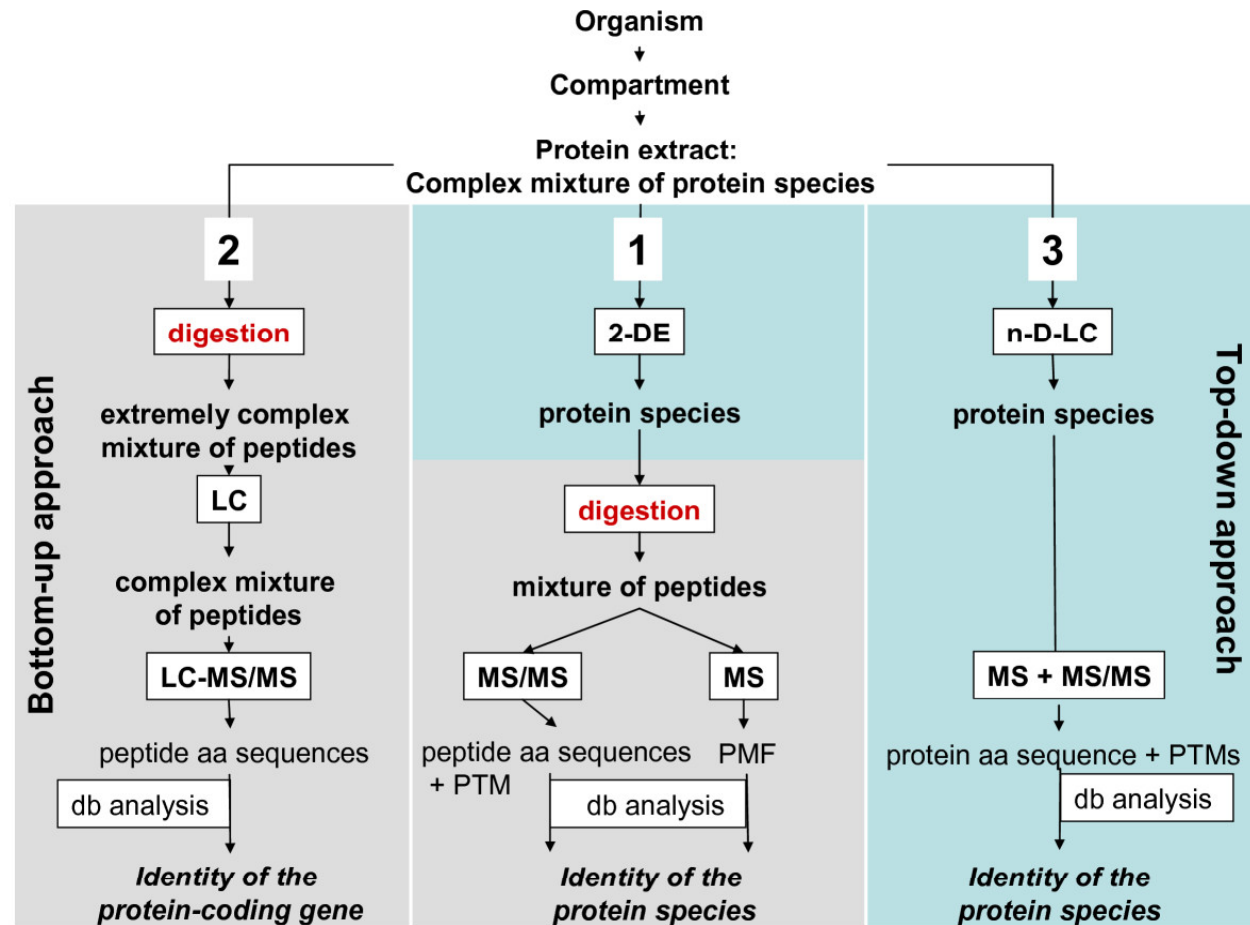 Organism
Compartment
Protein extract:
Complex mixture of protein species
2
digestion
extremely complex
mixture of peptides
LC
complex mixture
of peptides
LC-MS/MS
peptide aa sequences
db analysis
Identity of the
protein-coding gene
Bottom-up approach
1
2-DE
protein species
digestion
mixture of peptides
MS/MS
MS
peptide aa sequences
+ PTM
PMF
db analysis
Identity of the
protein species
3
n-D-LC
protein species
MS + MS/MS
protein aa sequence + PTMs
db analysis
Identity of the
protein species
Top-down approach